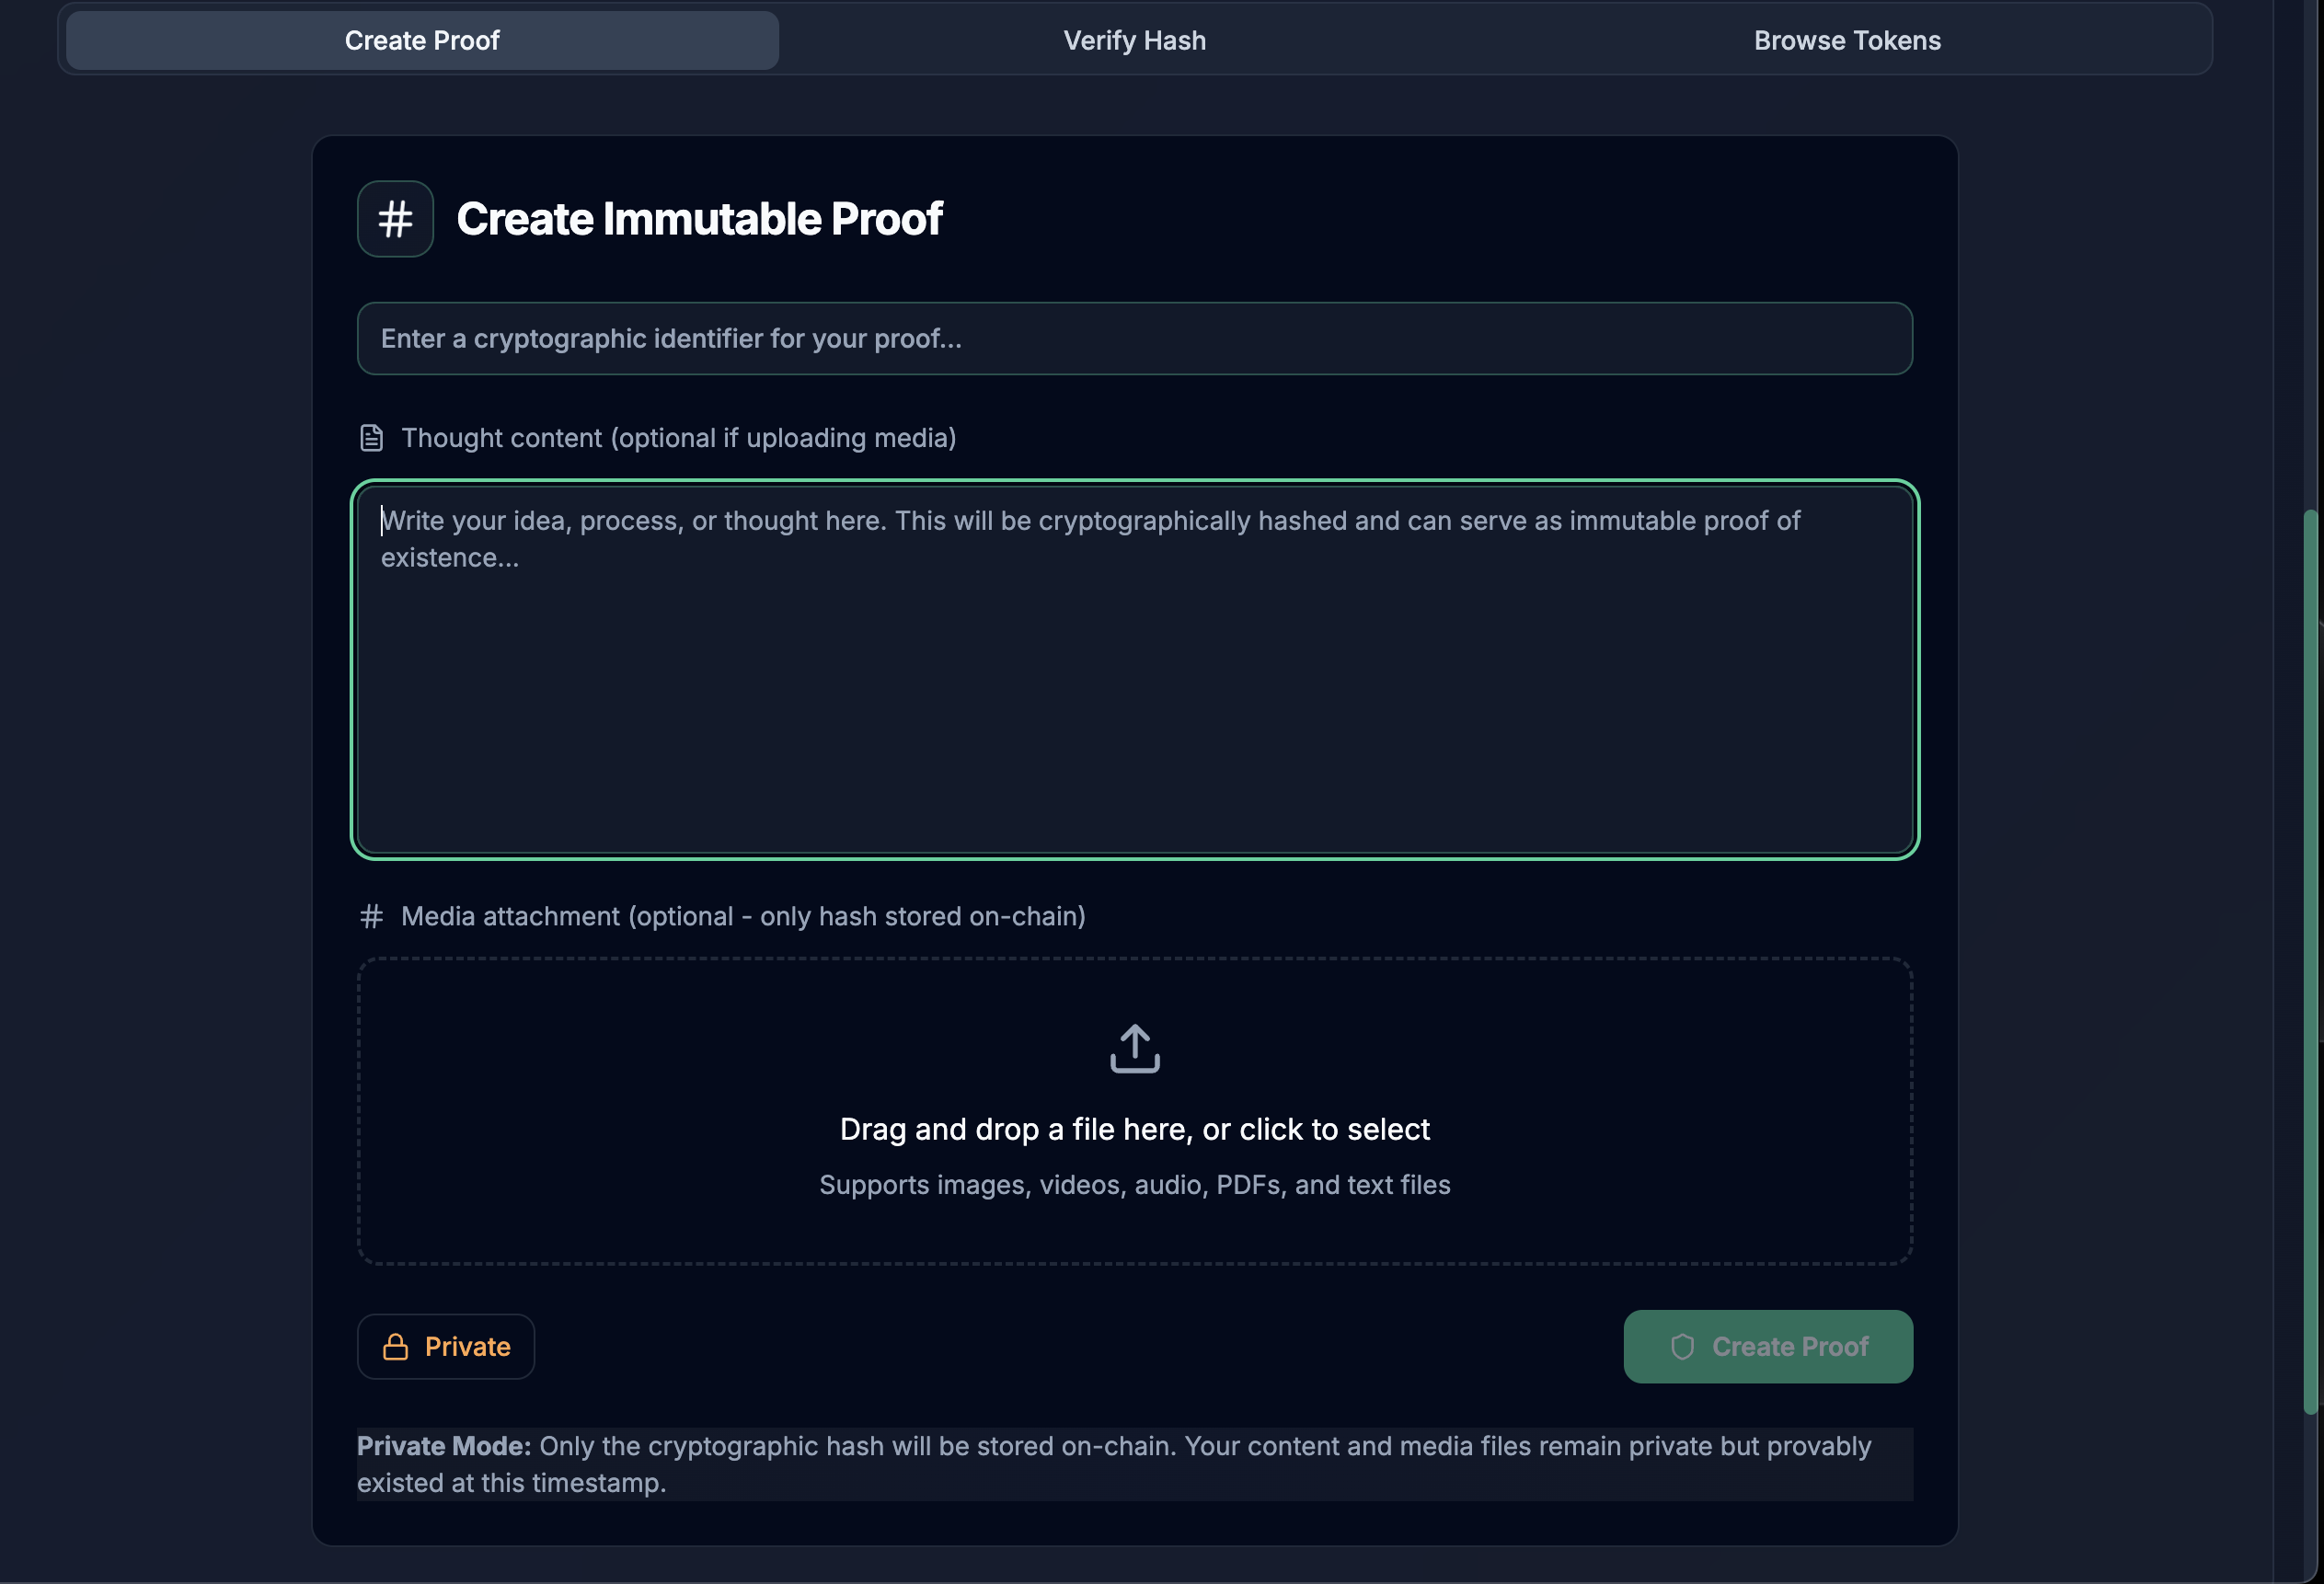 Create Proof
Verify Hash
Browse Tokens
Create Immutable Proof
Enter a cryptographic identifier for your proof...
Thought content (optional if uploading media)
Write your idea, process, or thought here. This will be cryptographically hashed and can serve as immutable proof of
existence...
Media attachment (optional - only hash stored on-chain)
Drag and drop a file here, or click to select
Supports images, videos, audio, PDFs, and text files
Private
Create Proof
Private Mode: Only the cryptographic hash will be stored on-chain. Your content and media files remain private but provably
existed at this timestamp.